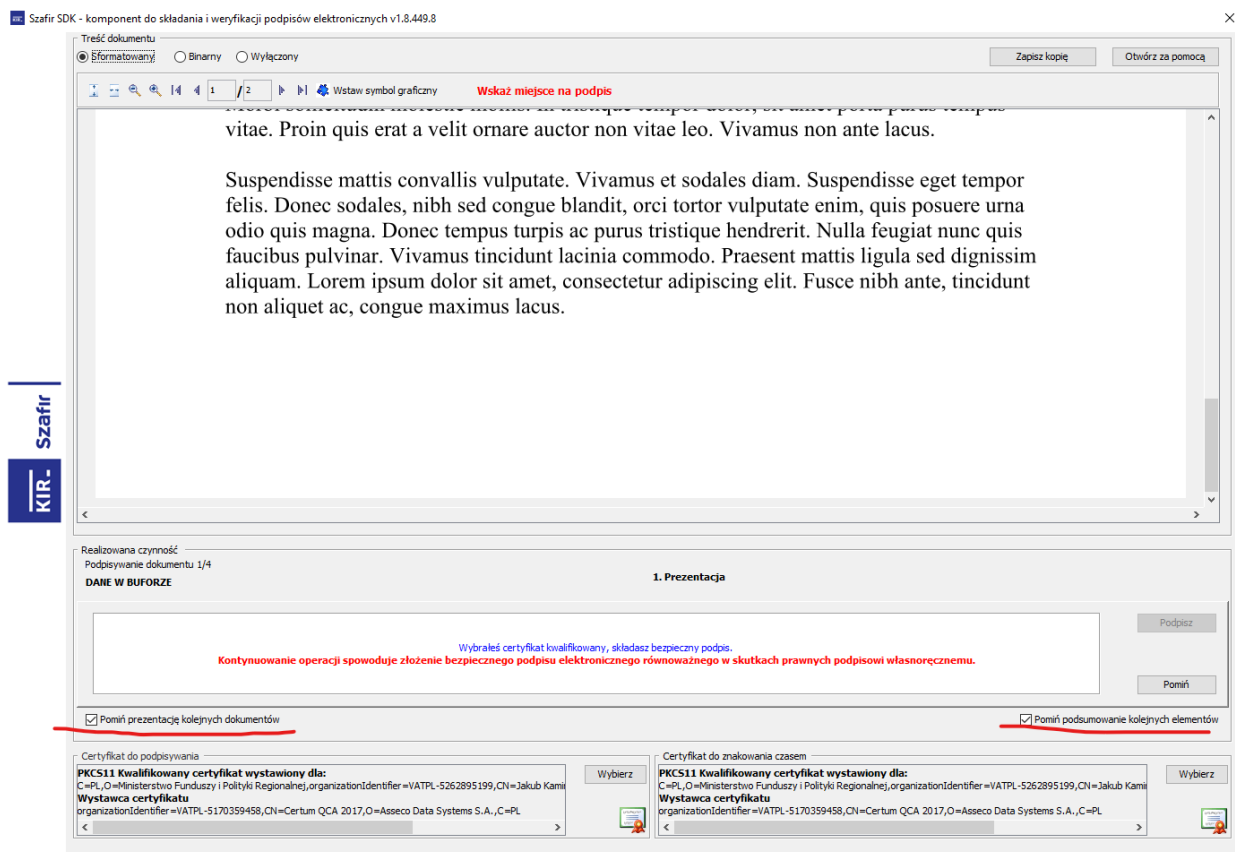 Szafir SDK - komponent do składania i weryfikacji podpisów elektronicznych v1.8.449.8
Treść dokumentu
Sformatowany Binarny Wyłączony Zapisz kopię Otwórz za pomocą
1 / 2 Wstaw symbol graficzny Wskaż miejsce na podpis
vitae. Proin quis erat a velit ornare auctor non vitae leo. Vivamus non ante lacus.
Suspendisse mattis convallis vulputate. Vivamus et sodales diam. Suspendisse eget tempor
felis. Donec sodales, nibh sed congue blandit, orci tortor vulputate enim, quis posuere urna
odio quis magna. Donec tempus turpis ac purus tristique hendrerit. Nulla feugiat nunc quis
faucibus pulvinar. Vivamus tincidunt lacinia commodo. Praesent mattis ligula sed dignissim
aliquam. Lorem ipsum dolor sit amet, consectetur adipiscing elit. Fusce nibh ante, tincidunt
non aliquet ac, congue maximus lacus.
KIR. Szafir
Realizowana czynność
Podpisywanie dokumentu 1/4
DANE W BUFORZE
1. Prezentacja
Podpisz
Wybrałeś certyfikat kwalifikowany, składasz bezpieczny podpis.
Kontynuowanie operacji spowoduje złożenie bezpiecznego podpisu elektronicznego równoważnego w skutkach prawnych podpisowi własnoręcznemu.
Pomiń
Pomiń prezentację kolejnych dokumentów
Pomiń podsumowanie kolejnych elementów
Certyfikat do podpisywania
PKCS11 Kwalifikowany certyfikat wystawiony dla:
C=PL,O=Ministerstwo Funduszy i Polityki Regionalnej,organizationIdentifier=VATPL-5262895199,CN=Jakub Kami
Wystawca certyfikatu
organizationIdentifier=VATPL-5170359458,CN=Certum QCA 2017,O=Asseco Data Systems S.A.,C=PL
Wybierz
Certyfikat do znakowania czasem
PKCS11 Kwalifikowany certyfikat wystawiony dla:
C=PL,O=Ministerstwo Funduszy i Polityki Regionalnej,organizationIdentifier=VATPL-5262895199,CN=Jakub Kami
Wystawca certyfikatu
organizationIdentifier=VATPL-5170359458,CN=Certum QCA 2017,O=Asseco Data Systems S.A.,C=PL
Wybierz